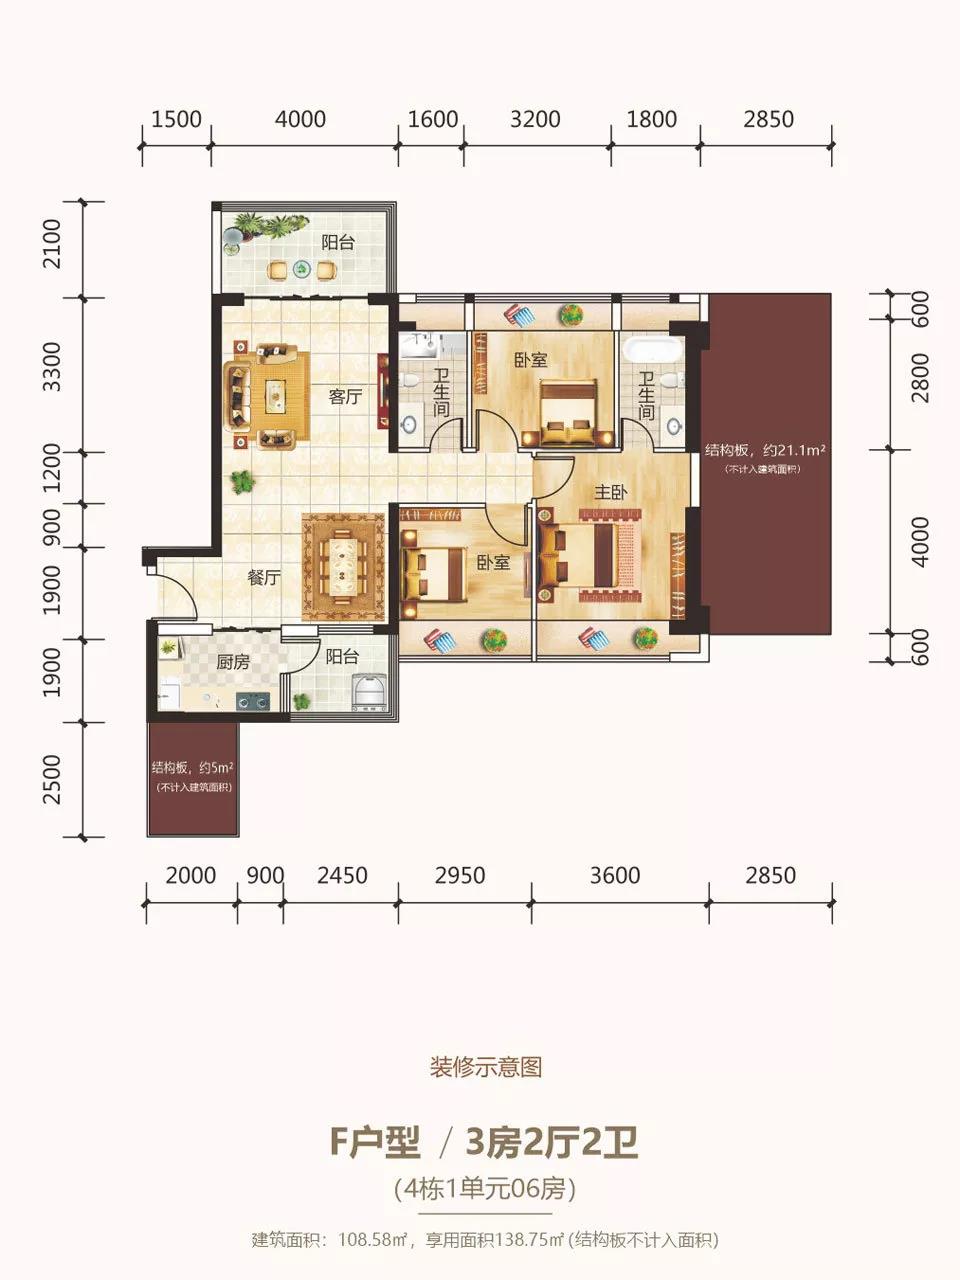 1500 4000 1600 3200 1800 2850
2100
3300
1200
900
1900
1900
2500
600
2800
4000
600
阳台
客厅
卫生间
卧室
卫生间
结构板，约21.1m²
（不计入建筑面积）
主卧
卧室
餐厅
厨房
阳台
结构板，约5m²
（不计入建筑面积）
2000 900 2450 2950 3600 2850
装修示意图
F户型 / 3房2厅2卫
（4栋1单元06房）
建筑面积：108.58㎡，享用面积138.75㎡(结构板不计入面积)